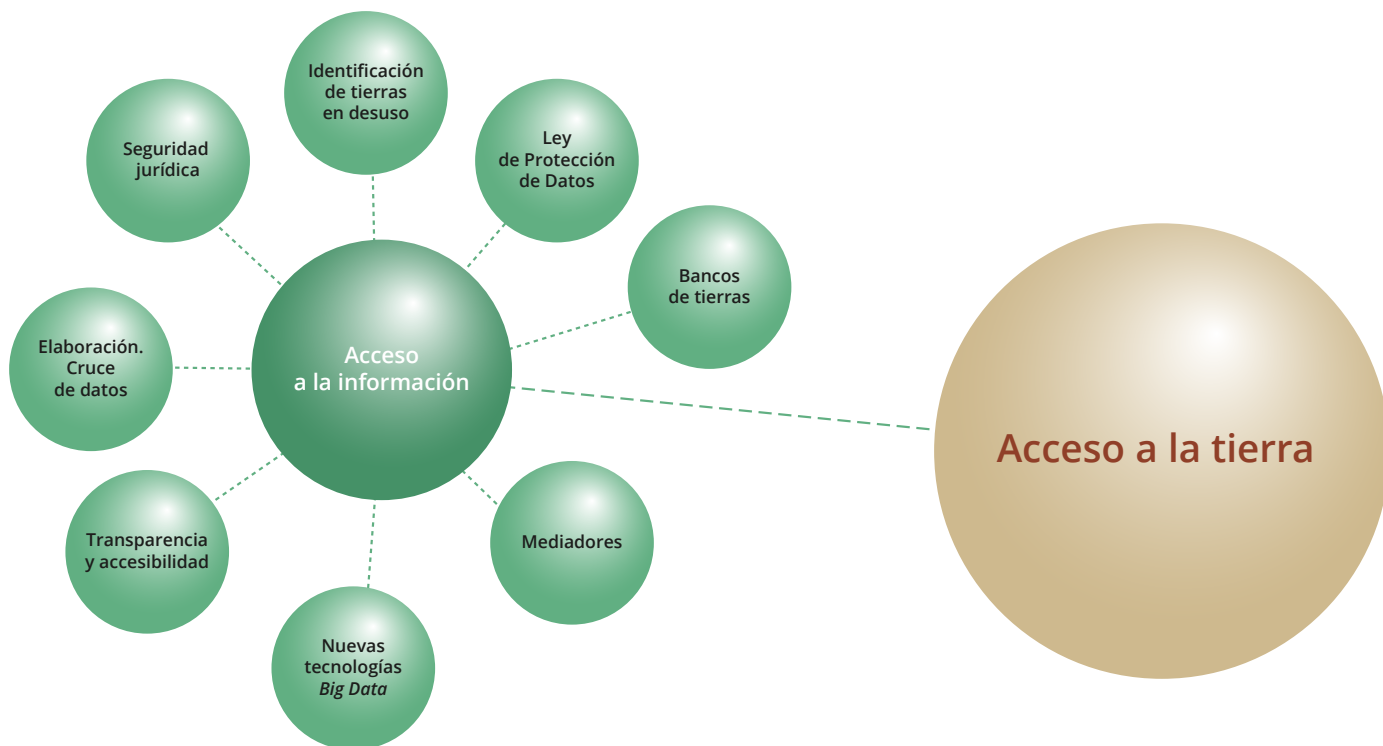 Identificación
de tierras
en desuso
Seguridad
jurídica
Ley
de Protección
de Datos
Bancos
de tierras
Elaboración.
Cruce
de datos
Acceso
a la información
Acceso a la tierra
Transparencia
y accesibilidad
Mediadores
Nuevas
tecnologías
Big Data